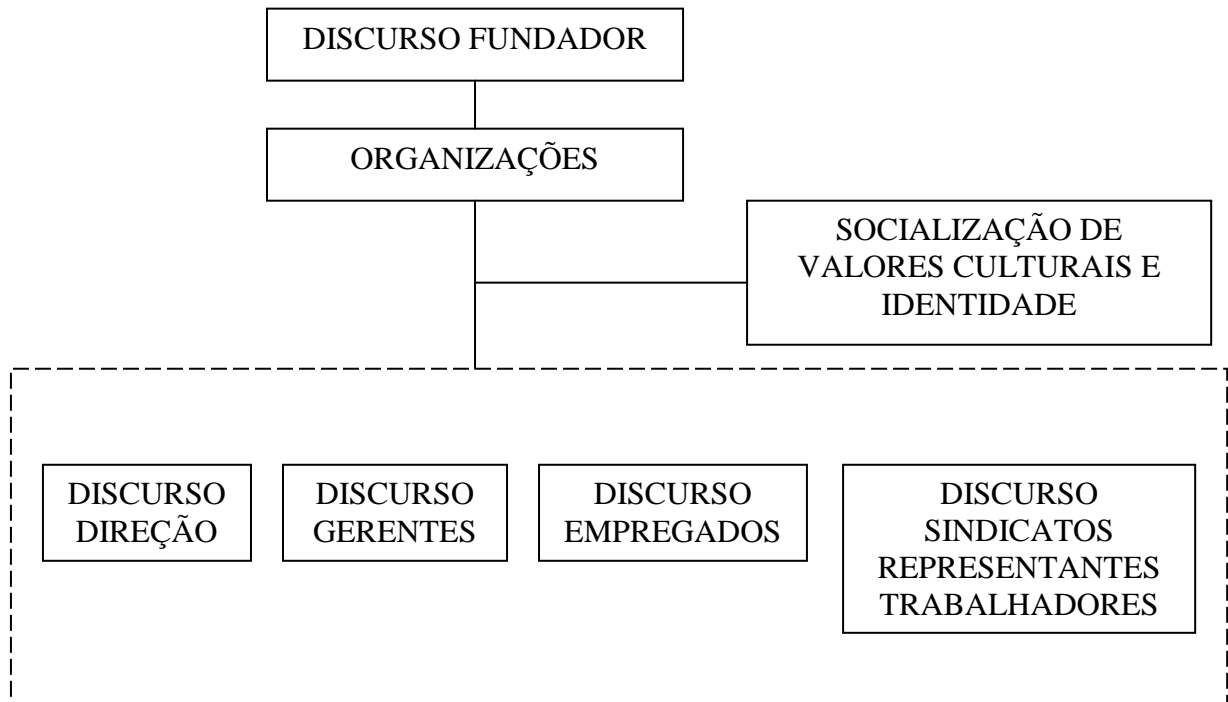 DISCURSO FUNDADOR
ORGANIZAÇÕES
SOCIALIZAÇÃO DE
VALORES CULTURAIS E
IDENTIDADE
DISCURSO
DIREÇÃO
DISCURSO
GERENTES
DISCURSO
EMPREGADOS
DISCURSO
SINDICATOS
REPRESENTANTES
TRABALHADORES